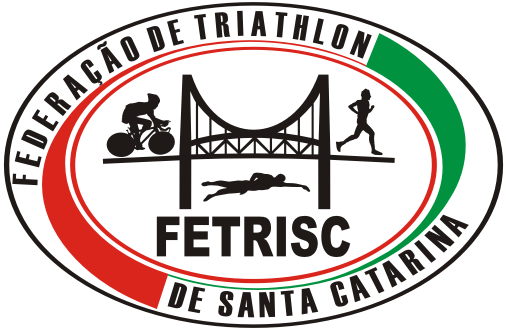 FEDERAÇÃO DE TRIATHLON
FETRISC
DE SANTA CATARINA